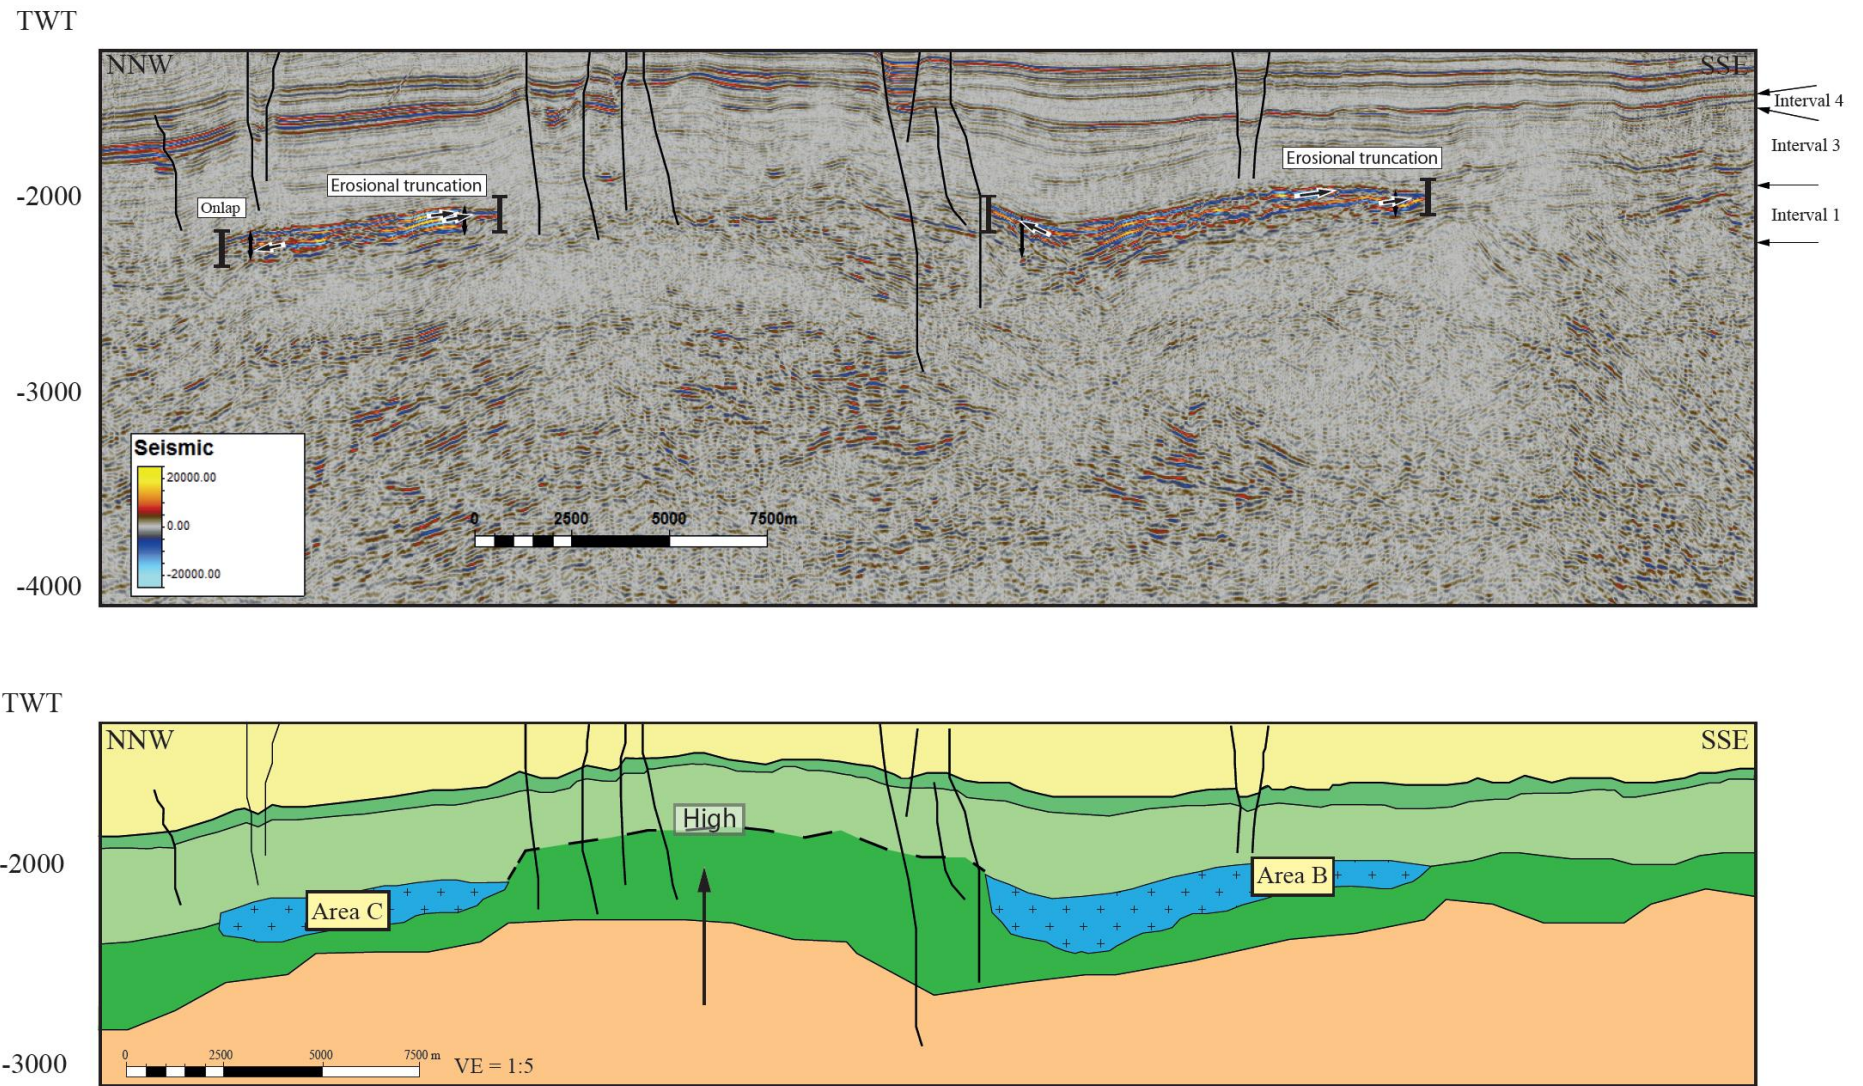 TWT
NNW
SSE
Interval 4
Interval 3
Erosional truncation
Erosional truncation
-2000
Onlap
Interval 1
-3000
Seismic
20000.00
0.00
-20000.00
0 2500 5000 7500m
-4000
TWT
NNW
SSE
High
-2000
Area C
Area B
0 2500 5000 7500 m
VE = 1:5
-3000